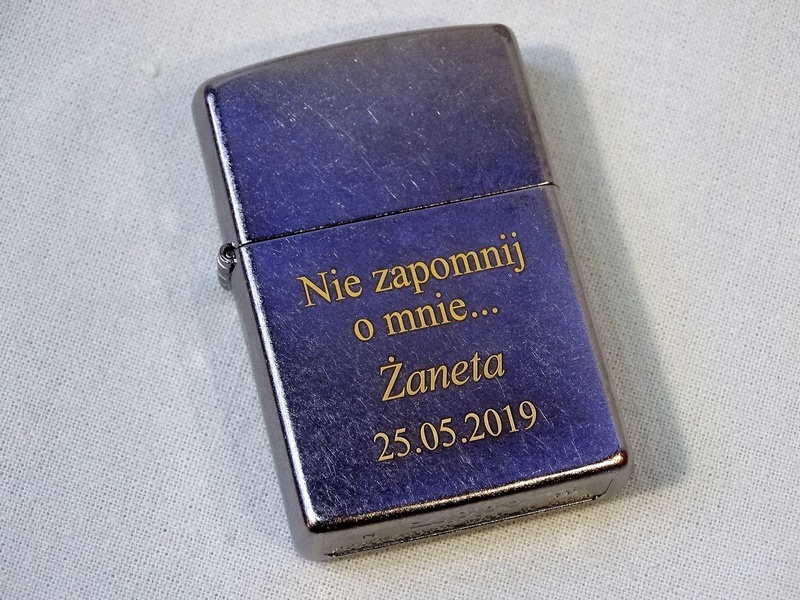 Nie zapomnij
o mnie...
Żaneta
25.05.2019